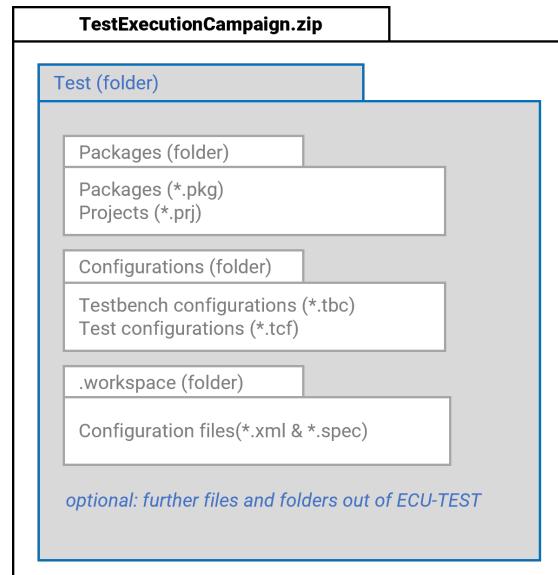 TestExecutionCampaign.zip
Test (folder)
Packages (folder)
Packages (*.pkg)
Projects (*.prj)
Configurations (folder)
Testbench configurations (*.tbc)
Test configurations (*.tcf)
.workspace (folder)
Configuration files(*.xml & *.spec)
optional: further files and folders out of ECU-TEST